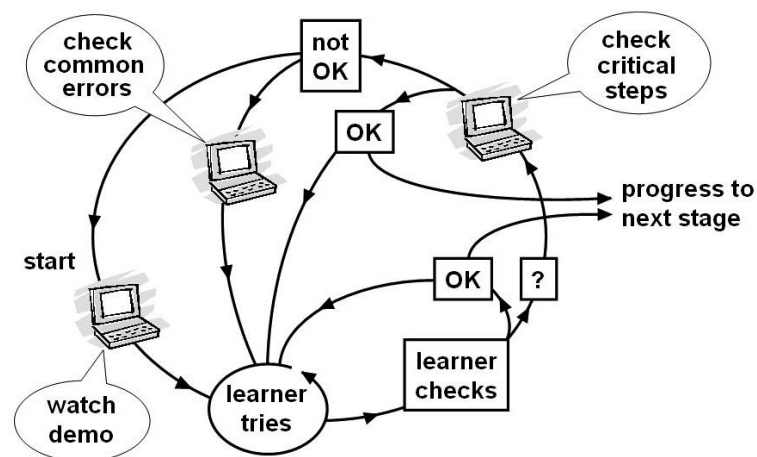 check
common
errors
not
OK
check
critical
steps
OK
progress to
next stage
start
OK
?
learner
checks
learner
tries
watch
demo